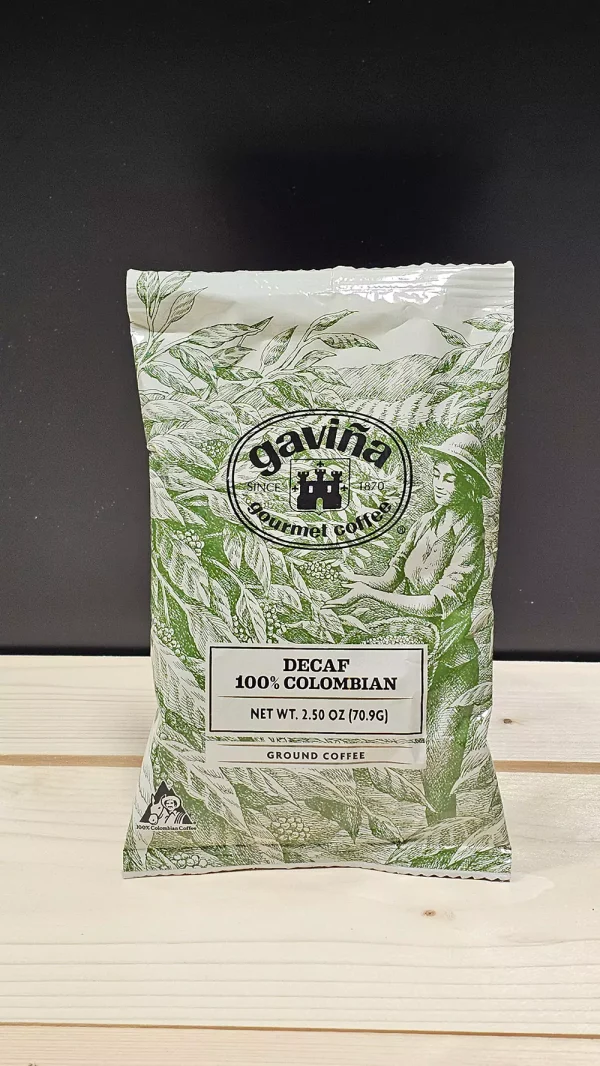 gaviña
SINCE 1870
gourmet coffee®
DECAF
100% COLOMBIAN
NET WT. 2.50 OZ (70.9G)
GROUND COFFEE
100% Colombian Coffee